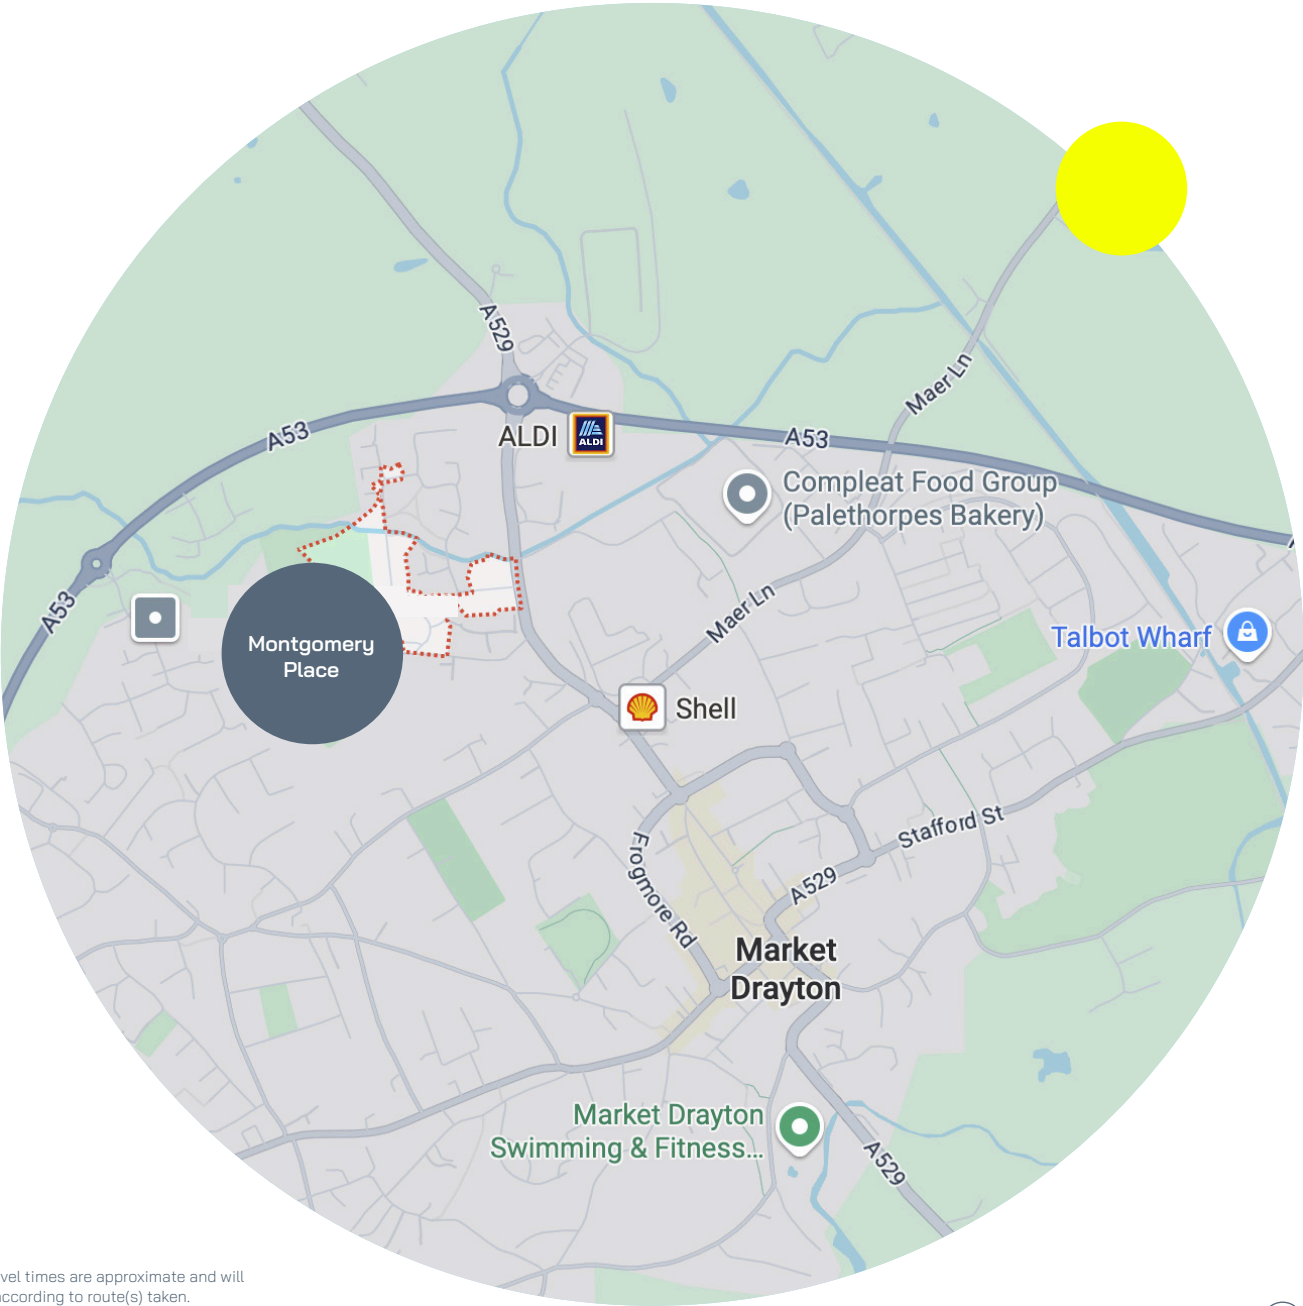 A529
Maer Ln
A53
ALDI
ALDI
A53
Compleat Food Group
(Palethorpes Bakery)
A53
Maer Ln
Talbot Wharf
Montgomery
Place
Shell
Stafford St
Frogmore Rd
A529
Market
Drayton
Market Drayton
Swimming & Fitness...
A529
vel times are approximate and will
according to route(s) taken.